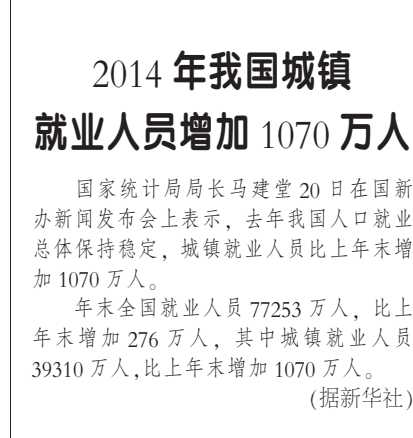 2014 年我国城镇
就业人员增加 1070 万人
国家统计局局长马建堂 20 日在国新
办新闻发布会上表示，去年我国人口就业
总体保持稳定，城镇就业人员比上年末增
加 1070 万人。
年末全国就业人员 77253 万人，比上
年末增加 276 万人，其中城镇就业人员
39310 万人,比上年末增加 1070 万人。
(据新华社)